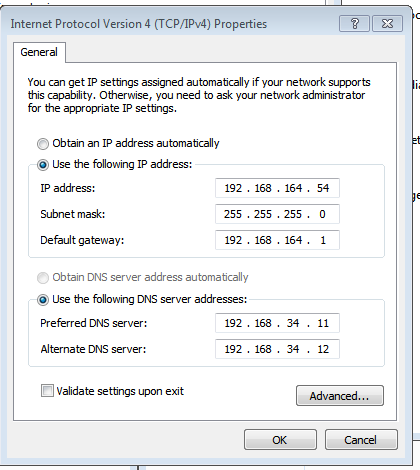 Internet Protocol Version 4 (TCP/IPv4) Properties
General
You can get IP settings assigned automatically if your network supports
this capability. Otherwise, you need to ask your network administrator
for the appropriate IP settings.
Obtain an IP address automatically
Use the following IP address:
IP address: 192 . 168 . 164 . 54
Subnet mask: 255 . 255 . 255 . 0
Default gateway: 192 . 168 . 164 . 1
Obtain DNS server address automatically
Use the following DNS server addresses:
Preferred DNS server: 192 . 168 . 34 . 11
Alternate DNS server: 192 . 168 . 34 . 12
Validate settings upon exit
Advanced...
OK Cancel